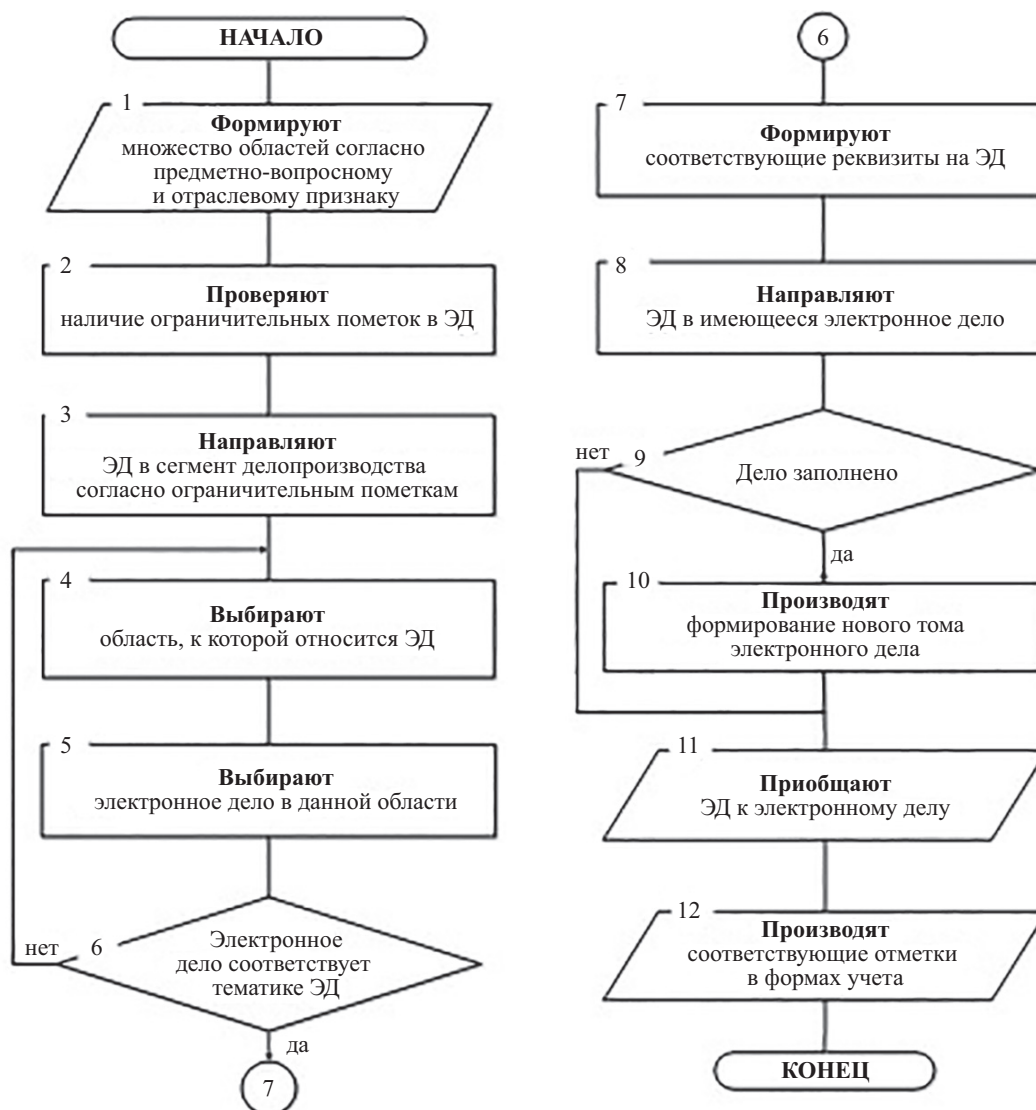 НАЧАЛО
1
Формируют
множество областей согласно
предметно-вопросному
и отраслевому признаку
2
Проверяют
наличие ограничительных пометок в ЭД
3
Направляют
ЭД в сегмент делопроизводства
согласно ограничительным пометкам
4
Выбирают
область, к которой относится ЭД
5
Выбирают
электронное дело в данной области
нет
6
Электронное
дело соответствует
тематике ЭД
да
7
6
7
Формируют
соответствующие реквизиты на ЭД
8
Направляют
ЭД в имеющееся электронное дело
нет
9
Дело заполнено
да
10
Производят
формирование нового тома
электронного дела
11
Приобщают
ЭД к электронному делу
12
Производят
соответствующие отметки
в формах учета
КОНЕЦ